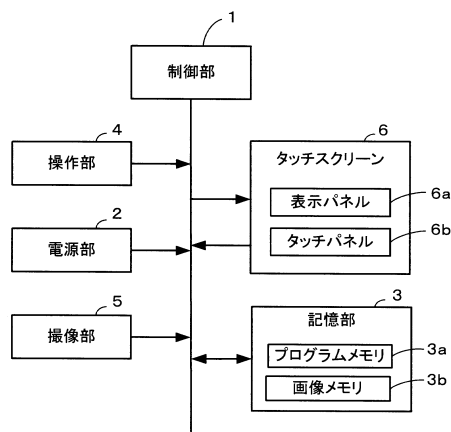 1
制御部
4
操作部
6
タッチスクリーン
表示パネル
6a
タッチパネル
6b
2
電源部
5
撮像部
3
記憶部
プログラムメモリ
3a
画像メモリ
3b